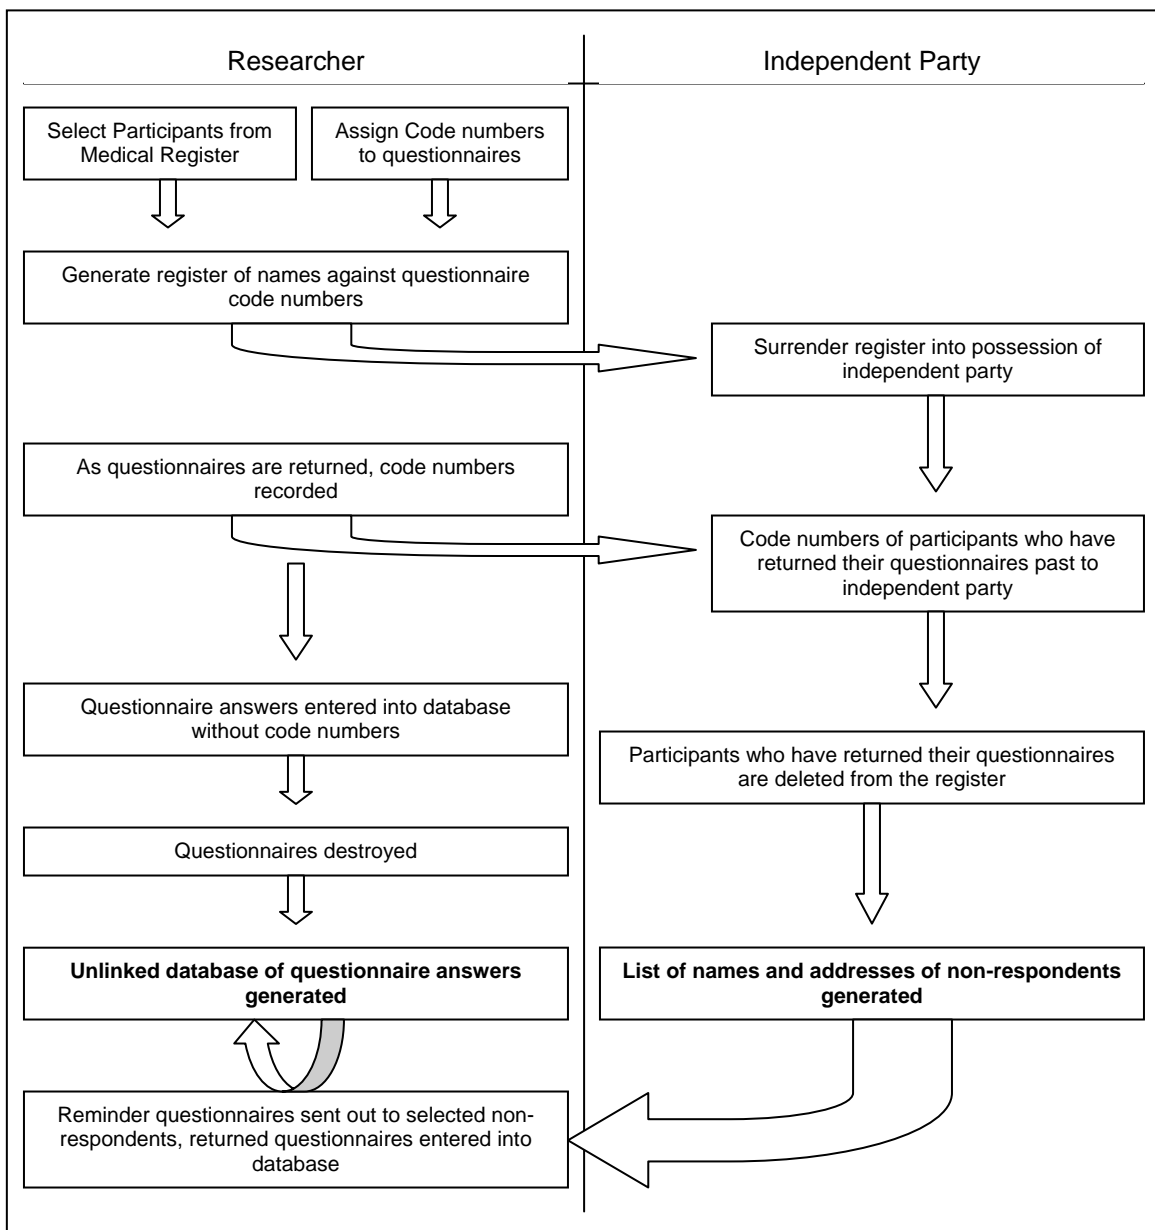 Researcher
Independent Party
Select Participants from
Medical Register
Assign Code numbers
to questionnaires
Generate register of names against questionnaire
code numbers
Surrender register into possession of
independent party
As questionnaires are returned, code numbers
recorded
Code numbers of participants who have
returned their questionnaires past to
independent party
Questionnaire answers entered into database
without code numbers
Participants who have returned their questionnaires
are deleted from the register
Questionnaires destroyed
Unlinked database of questionnaire answers
generated
List of names and addresses of non-respondents
generated
Reminder questionnaires sent out to selected non-
respondents, returned questionnaires entered into
database